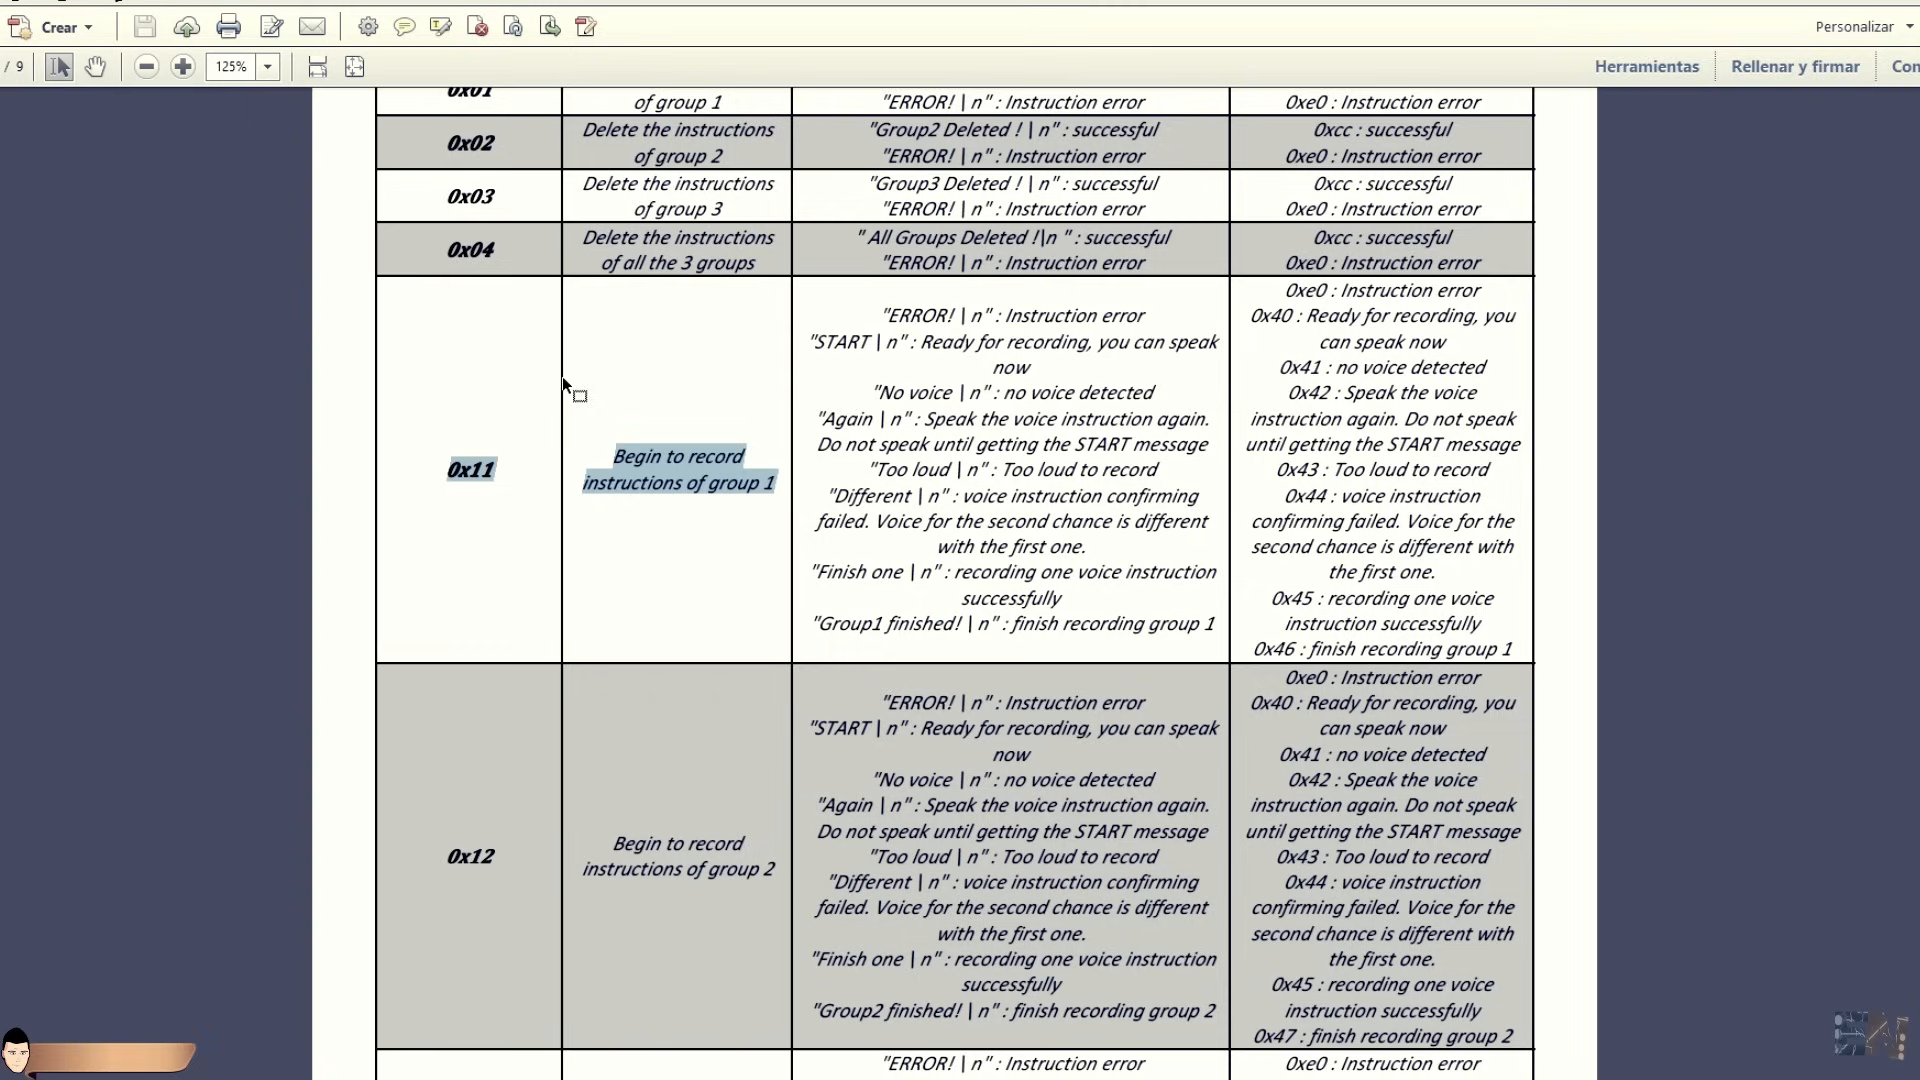 Crear
Personalizar
/ 9
125%
Herramientas
Rellenar y firmar
Con
0x01
of group 1
"ERROR! | n" : Instruction error
0xe0 : Instruction error
0x02
Delete the instructions
of group 2
"Group2 Deleted ! | n" : successful
"ERROR! | n" : Instruction error
0xcc : successful
0xe0 : Instruction error
0x03
Delete the instructions
of group 3
"Group3 Deleted ! | n" : successful
"ERROR! | n" : Instruction error
0xcc : successful
0xe0 : Instruction error
0x04
Delete the instructions
of all the 3 groups
" All Groups Deleted !\n " : successful
"ERROR! | n" : Instruction error
0xcc : successful
0xe0 : Instruction error
0x11
Begin to record
instructions of group 1
"ERROR! | n" : Instruction error
"START | n" : Ready for recording, you can speak
now
"No voice | n" : no voice detected
"Again | n" : Speak the voice instruction again.
Do not speak until getting the START message
"Too loud | n" : Too loud to record
"Different | n" : voice instruction confirming
failed. Voice for the second chance is different
with the first one.
"Finish one | n" : recording one voice instruction
successfully
"Group1 finished! | n" : finish recording group 1
0xe0 : Instruction error
0x40 : Ready for recording, you
can speak now
0x41 : no voice detected
0x42 : Speak the voice
instruction again. Do not speak
until getting the START message
0x43 : Too loud to record
0x44 : voice instruction
confirming failed. Voice for the
second chance is different with
the first one.
0x45 : recording one voice
instruction successfully
0x46 : finish recording group 1
0x12
Begin to record
instructions of group 2
"ERROR! | n" : Instruction error
"START | n" : Ready for recording, you can speak
now
"No voice | n" : no voice detected
"Again | n" : Speak the voice instruction again.
Do not speak until getting the START message
"Too loud | n" : Too loud to record
"Different | n" : voice instruction confirming
failed. Voice for the second chance is different
with the first one.
"Finish one | n" : recording one voice instruction
successfully
"Group2 finished! | n" : finish recording group 2
0xe0 : Instruction error
0x40 : Ready for recording, you
can speak now
0x41 : no voice detected
0x42 : Speak the voice
instruction again. Do not speak
until getting the START message
0x43 : Too loud to record
0x44 : voice instruction
confirming failed. Voice for the
second chance is different with
the first one.
0x45 : recording one voice
instruction successfully
0x47 : finish recording group 2
"ERROR! | n" : Instruction error
0xe0 : Instruction error